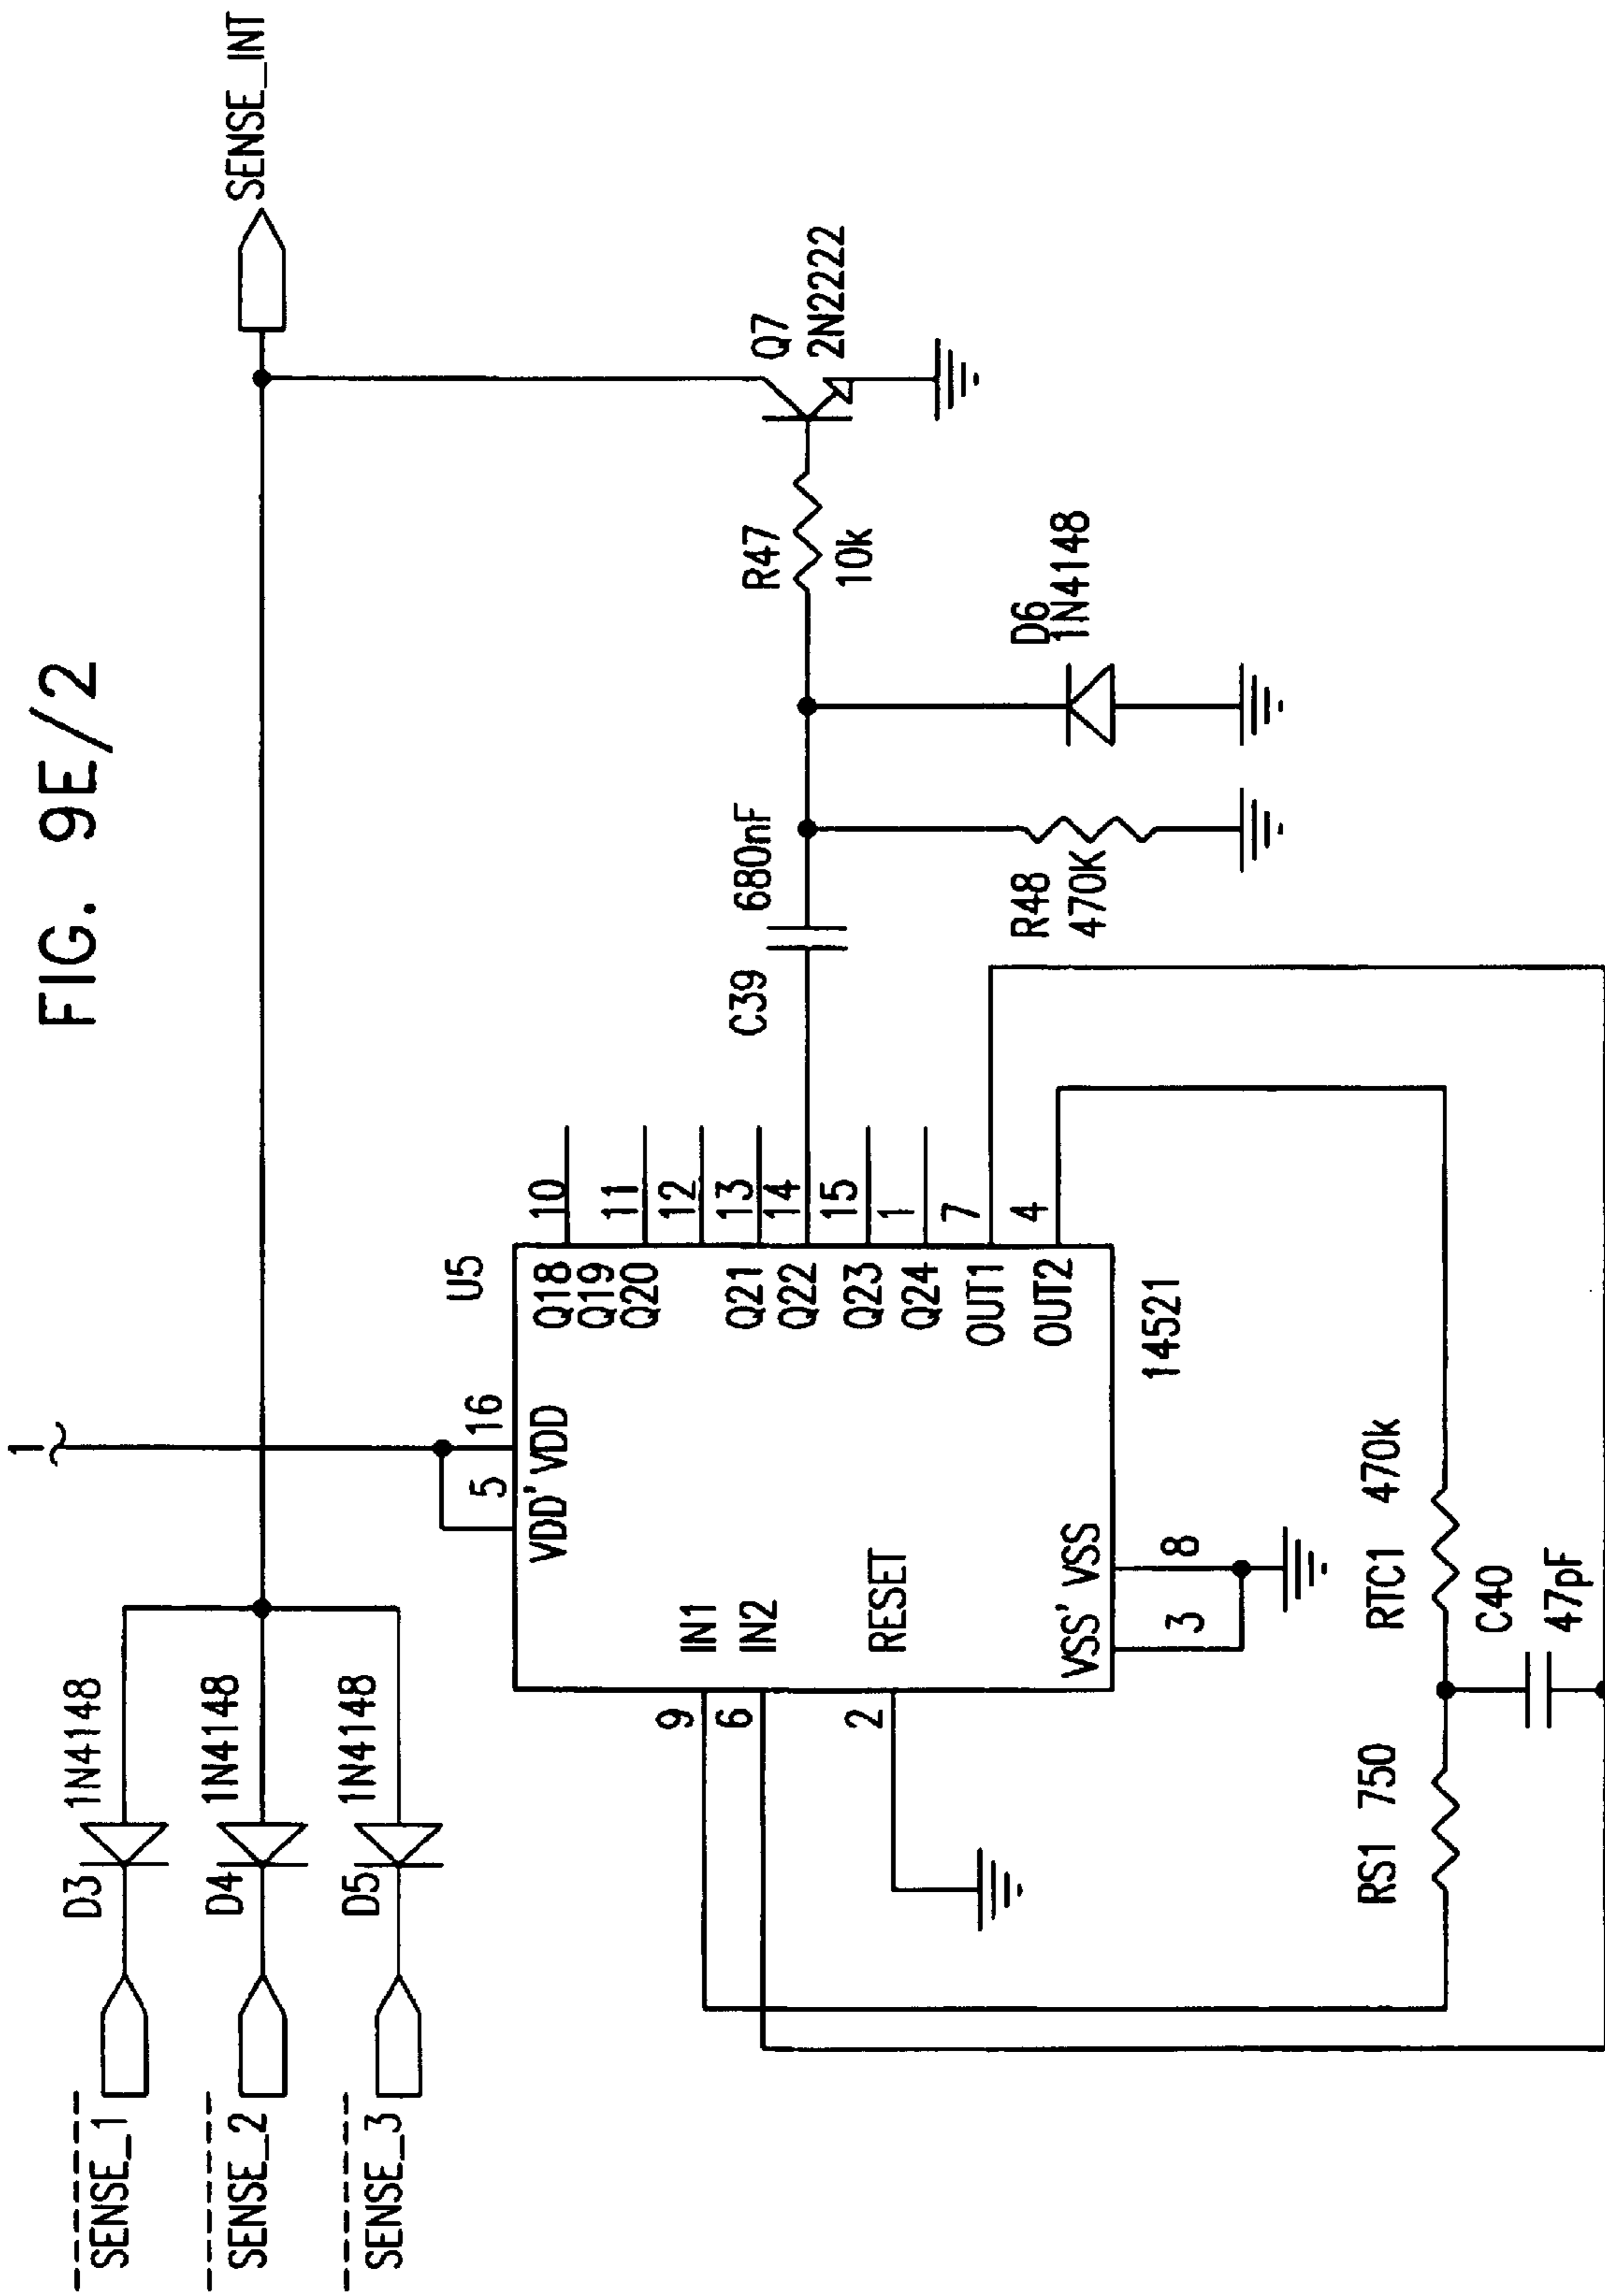 FIG. 9E/2
1
SENSE_1
D3
1N4148
SENSE_2
D4
1N4148
SENSE_3
D5
1N4148
SENSE_INT
5
16
U5
VDD' VDD
9
IN1
6
IN2
2
RESET
3
8
VSS' VSS
Q18
10
Q19
11
Q20
12
Q21
13
Q22
14
Q23
15
Q24
1
OUT1
7
OUT2
4
14521
C39
680nF
R47
10k
Q7
2N2222
R48
470K
D6
1N4148
RS1 750
RTC1 470k
C40
47pF